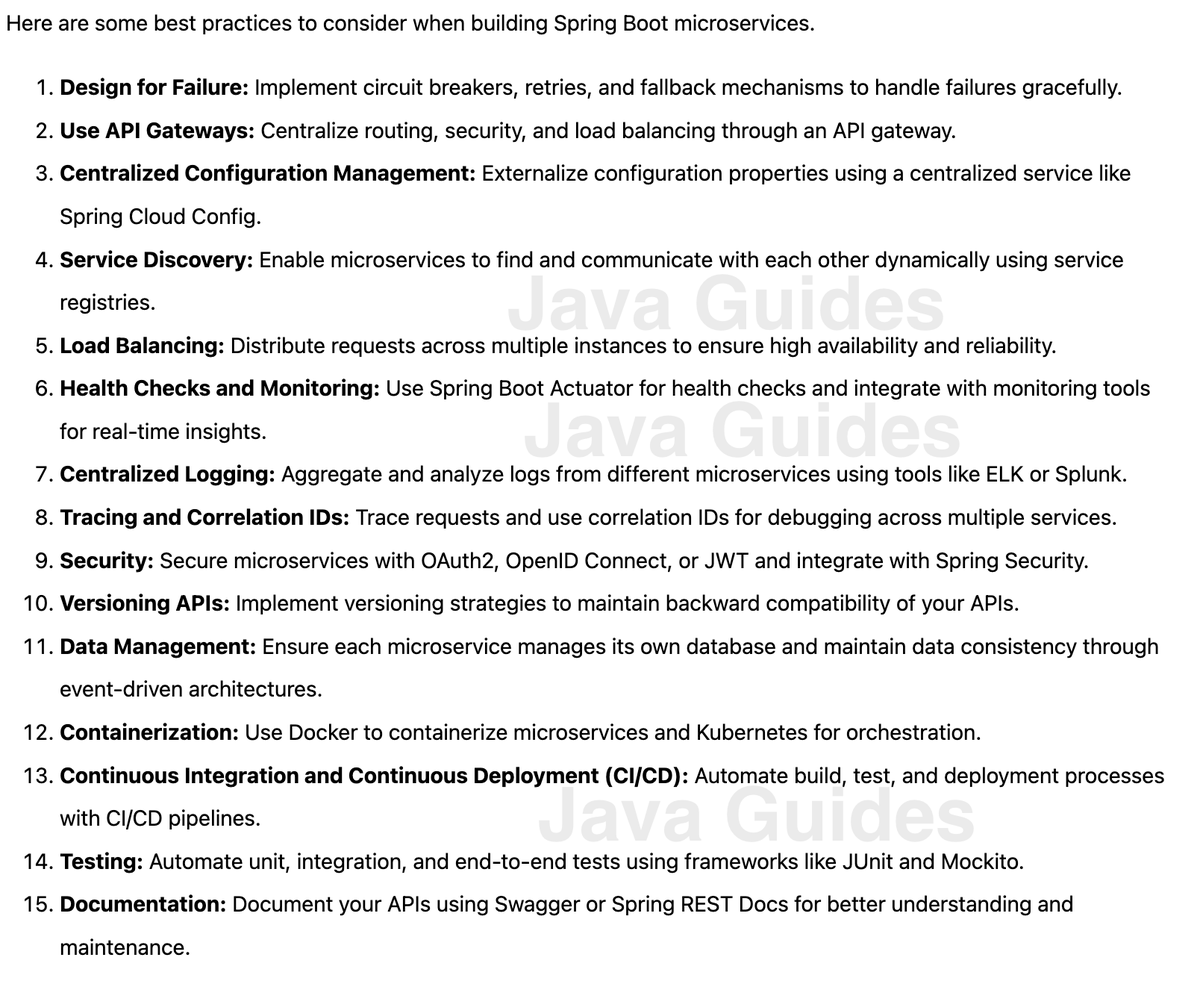 Here are some best practices to consider when building Spring Boot microservices.
1. Design for Failure: Implement circuit breakers, retries, and fallback mechanisms to handle failures gracefully.
2. Use API Gateways: Centralize routing, security, and load balancing through an API gateway.
3. Centralized Configuration Management: Externalize configuration properties using a centralized service like
Spring Cloud Config.
4. Service Discovery: Enable microservices to find and communicate with each other dynamically using service
registries.
Java Guides
5. Load Balancing: Distribute requests across multiple instances to ensure high availability and reliability.
6. Health Checks and Monitoring: Use Spring Boot Actuator for health checks and integrate with monitoring tools
for real-time insights.
Java Guides
7. Centralized Logging: Aggregate and analyze logs from different microservices using tools like ELK or Splunk.
8. Tracing and Correlation IDs: Trace requests and use correlation IDs for debugging across multiple services.
9. Security: Secure microservices with OAuth2, OpenID Connect, or JWT and integrate with Spring Security.
10. Versioning APIs: Implement versioning strategies to maintain backward compatibility of your APIs.
11. Data Management: Ensure each microservice manages its own database and maintain data consistency through
event-driven architectures.
12. Containerization: Use Docker to containerize microservices and Kubernetes for orchestration.
13. Continuous Integration and Continuous Deployment (CI/CD): Automate build, test, and deployment processes
with CI/CD pipelines.
Java Guides
14. Testing: Automate unit, integration, and end-to-end tests using frameworks like JUnit and Mockito.
15. Documentation: Document your APIs using Swagger or Spring REST Docs for better understanding and
maintenance.